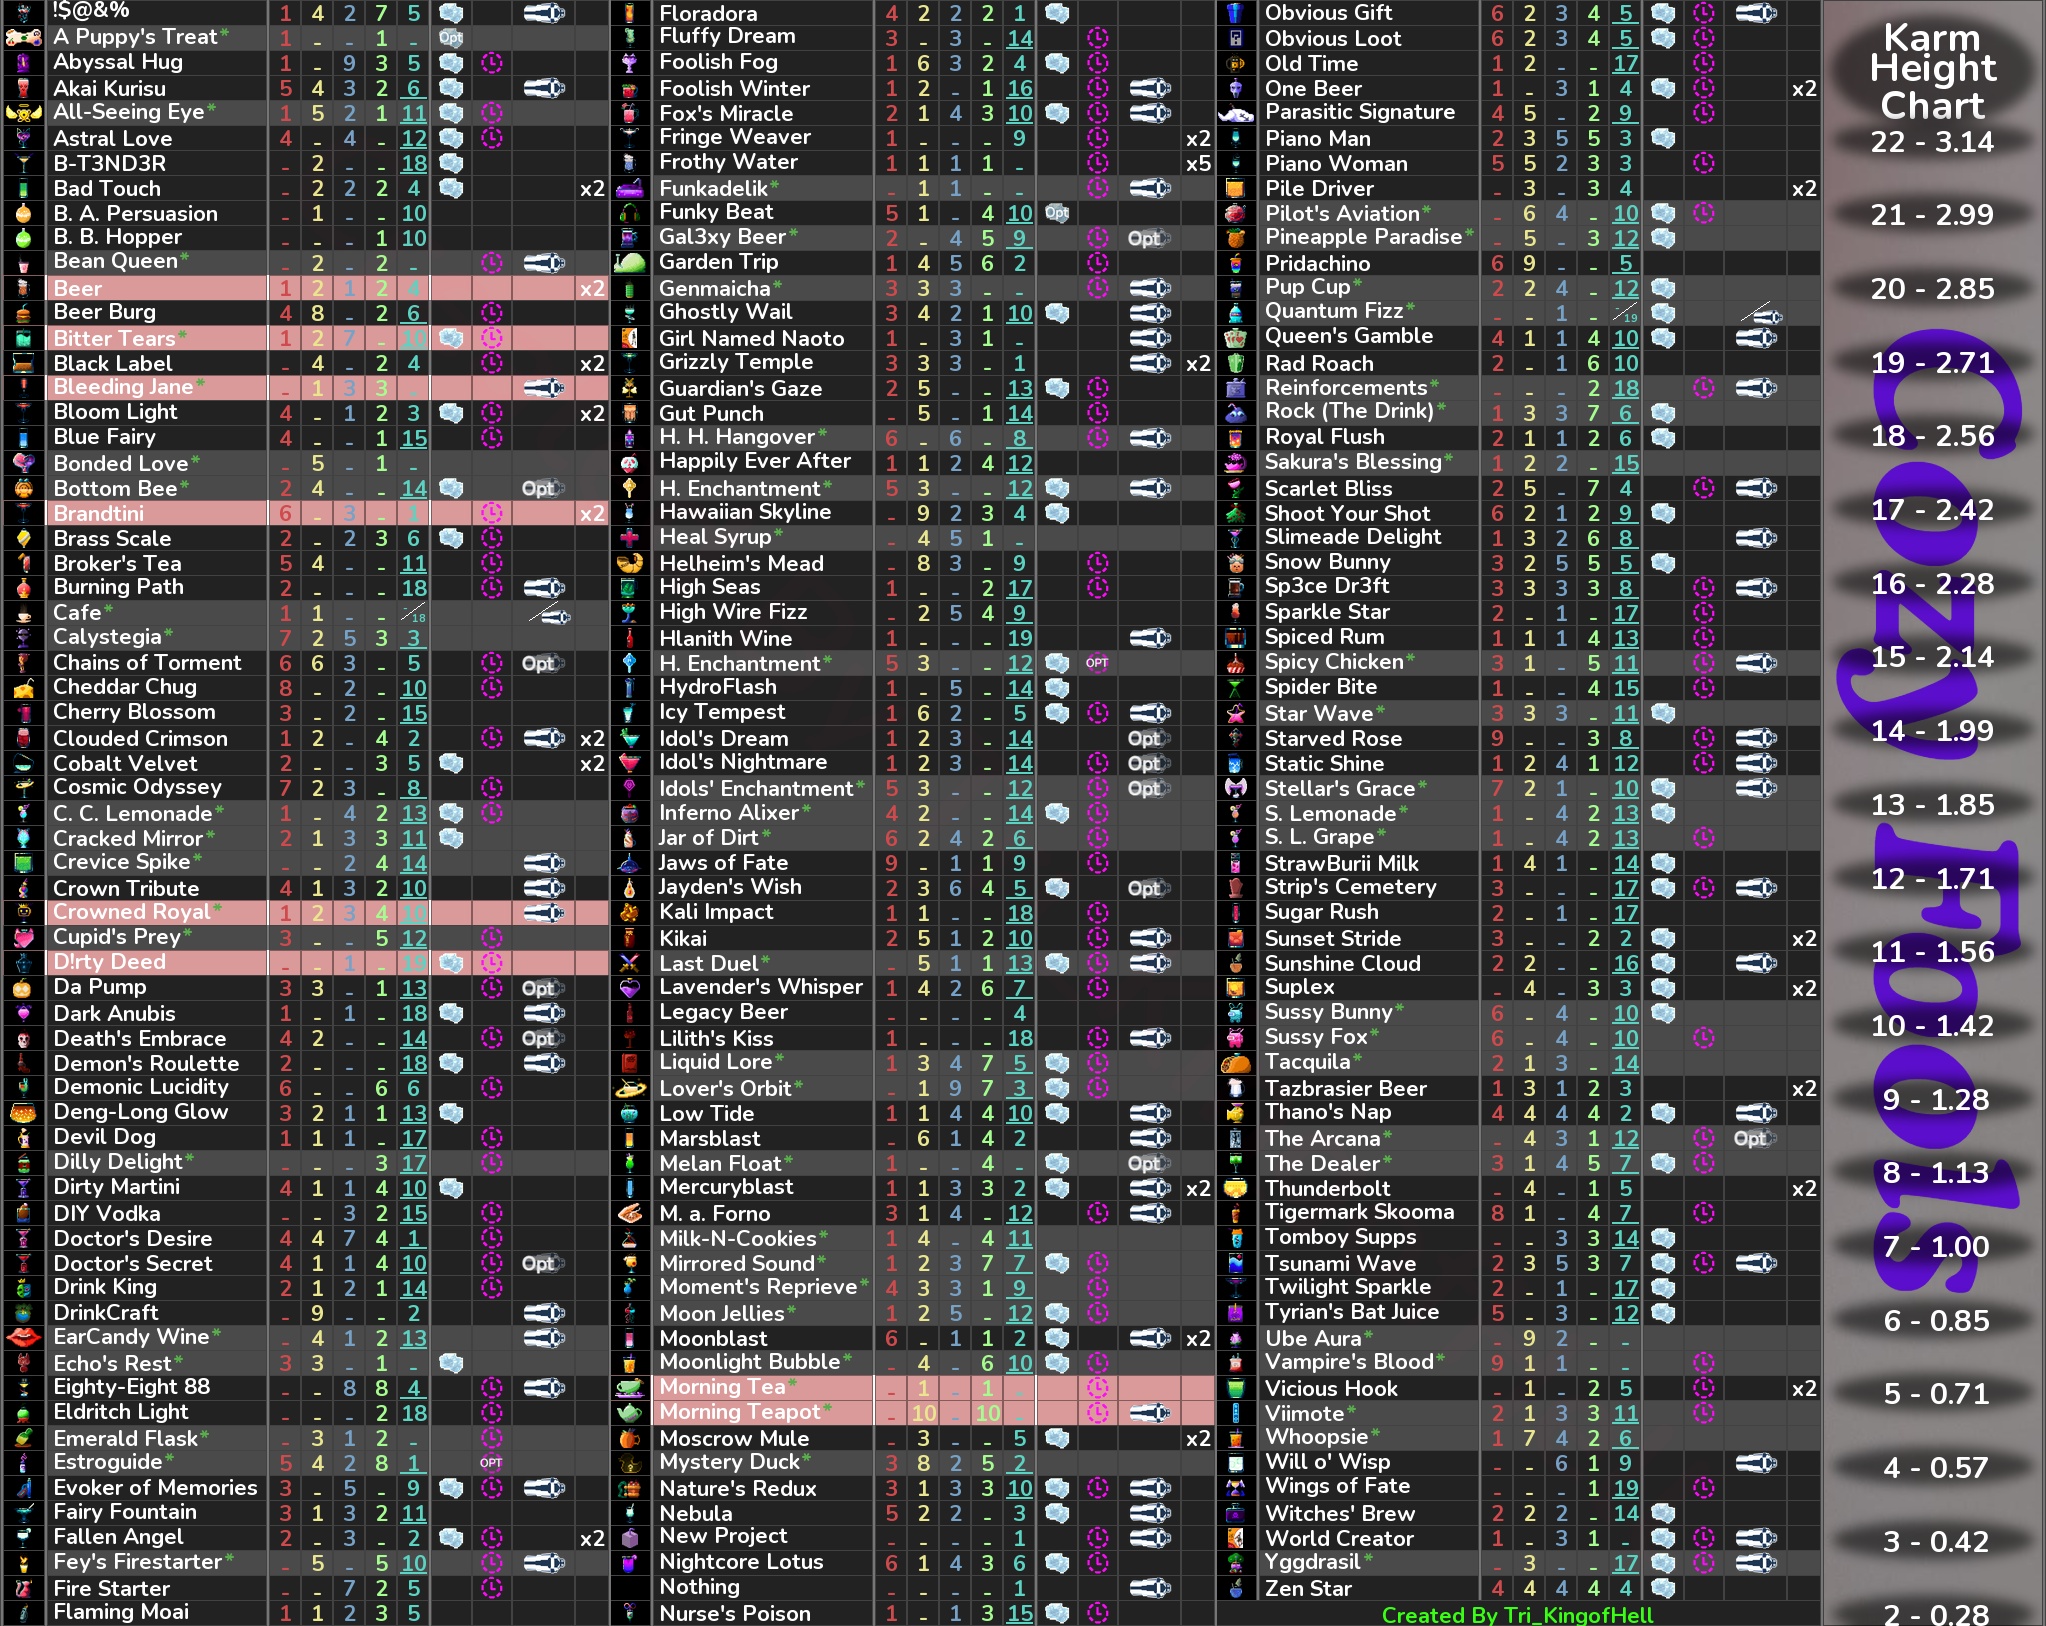 !$@&% 1 4 2 7 5
A Puppy's Treat* 1 - - 1 - Opt
Abyssal Hug 1 - 9 3 5
Akai Kurisu 5 4 3 2 6
All-Seeing Eye* 1 5 2 1 11
Astral Love 4 - 4 - 12
B-T3ND3R - 2 - - 18
Bad Touch - 2 2 2 4 x2
B. A. Persuasion - 1 - - 10
B. B. Hopper - - - 1 10
Bean Queen* - 2 - 2 -
Beer 1 2 1 2 4 x2
Beer Burg 4 8 - 2 6
Bitter Tears* 1 2 7 - 10
Black Label - 4 - 2 4 x2
Bleeding Jane* - 1 3 3 -
Bloom Light 4 - 1 2 3 x2
Blue Fairy 4 - - 1 15
Bonded Love* - 5 - 1 -
Bottom Bee* 2 4 - - 14 Opt
Brandtini 6 - 3 - 1 x2
Brass Scale 2 - 2 3 6
Broker's Tea 5 4 - - 11
Burning Path 2 - - - 18
Cafe* 1 1 - - -/18
Calystegia* 7 2 5 3 3
Chains of Torment 6 6 3 - 5 Opt
Cheddar Chug 8 - 2 - 10
Cherry Blossom 3 - 2 - 15
Clouded Crimson 1 2 - 4 2 x2
Cobalt Velvet 2 - - 3 5 x2
Cosmic Odyssey 7 2 3 - 8
C. C. Lemonade* 1 - 4 2 13
Cracked Mirror* 2 1 3 3 11
Crevice Spike* - - 2 4 14
Crown Tribute 4 1 3 2 10
Crowned Royal* 1 2 3 4 10
Cupid's Prey* 3 - - 5 12
D!rty Deed - - 1 - 19
Da Pump 3 3 - 1 13 Opt
Dark Anubis 1 - 1 - 18
Death's Embrace 4 2 - - 14 Opt
Demon's Roulette 2 - - - 18
Demonic Lucidity 6 - - 6 6
Deng-Long Glow 3 2 1 1 13
Devil Dog 1 1 1 - 17
Dilly Delight* - - - 3 17
Dirty Martini 4 1 1 4 10
DIY Vodka - - 3 2 15
Doctor's Desire 4 4 7 4 1
Doctor's Secret 4 1 1 4 10 Opt
Drink King 2 1 2 1 14
DrinkCraft - 9 - - 2
EarCandy Wine* - 4 1 2 13
Echo's Rest* 3 3 - 1 -
Eighty-Eight 88 - - 8 8 4
Eldritch Light - - - 2 18
Emerald Flask* - 3 1 2 -
Estroguide* 5 4 2 8 1 OPT
Evoker of Memories 3 - 5 - 9
Fairy Fountain 3 1 3 2 11
Fallen Angel 2 - 3 - 2 x2
Fey's Firestarter* - 5 - 5 10
Fire Starter - - 7 2 5
Flaming Moai 1 1 2 3 5
Floradora 4 2 2 2 1
Fluffy Dream 3 - 3 - 14
Foolish Fog 1 6 3 2 4
Foolish Winter 1 2 - 1 16
Fox's Miracle 2 1 4 3 10
Fringe Weaver 1 - - - 9 x2
Frothy Water 1 1 1 1 - x5
Funkadelik* - 1 1 - -
Funky Beat 5 1 - 4 10 Opt
Gal3xy Beer* 2 - 4 5 9 Opt
Garden Trip 1 4 5 6 2
Genmaicha* 3 3 3 - -
Ghostly Wail 3 4 2 1 10
Girl Named Naoto 1 - 3 1 -
Grizzly Temple 3 3 3 - 1 x2
Guardian's Gaze 2 5 - - 13
Gut Punch - 5 - 1 14
H. H. Hangover* 6 - 6 - 8
Happily Ever After 1 1 2 4 12
H. Enchantment* 5 3 - - 12
Hawaiian Skyline - 9 2 3 4
Heal Syrup* - 4 5 1 -
Helheim's Mead - 8 3 - 9
High Seas 1 - - 2 17
High Wire Fizz - 2 5 4 9
Hlanith Wine 1 - - - 19
H. Enchantment* 5 3 - - 12 OPT
HydroFlash 1 - 5 - 14
Icy Tempest 1 6 2 - 5
Idol's Dream 1 2 3 - 14 Opt
Idol's Nightmare 1 2 3 - 14 Opt
Idols' Enchantment* 5 3 - - 12 Opt
Inferno Alixer* 4 2 - - 14
Jar of Dirt* 6 2 4 2 6
Jaws of Fate 9 - 1 1 9
Jayden's Wish 2 3 6 4 5 Opt
Kali Impact 1 1 - - 18
Kikai 2 5 1 2 10
Last Duel* - 5 1 1 13
Lavender's Whisper 1 4 2 6 7
Legacy Beer - - - - 4
Lilith's Kiss 1 - - - 18
Liquid Lore* 1 3 4 7 5
Lover's Orbit* - 1 9 7 3
Low Tide 1 1 4 4 10
Marsblast - 6 1 4 2
Melan Float* 1 - - 4 - Opt
Mercuryblast 1 1 3 3 2 x2
M. a. Forno 3 1 4 - 12
Milk-N-Cookies* 1 4 - 4 11
Mirrored Sound* 1 2 3 7 7
Moment's Reprieve* 4 3 3 1 9
Moon Jellies* 1 2 5 - 12
Moonblast 6 - 1 1 2 x2
Moonlight Bubble* - 4 - 6 10
Morning Tea* - 1 - 1 -
Morning Teapot* - 10 - 10 -
Moscrow Mule - 3 - - 5 x2
Mystery Duck* 3 8 2 5 2
Nature's Redux 3 1 3 3 10
Nebula 5 2 2 - 3
New Project - - - - 1
Nightcore Lotus 6 1 4 3 6
Nothing - - - - 1
Nurse's Poison 1 - 1 3 15
Obvious Gift 6 2 3 4 5
Obvious Loot 6 2 3 4 5
Old Time 1 2 - - 17
One Beer 1 - 3 1 4 x2
Parasitic Signature 4 5 - 2 9
Piano Man 2 3 5 5 3
Piano Woman 5 5 2 3 3
Pile Driver - 3 - 3 4 x2
Pilot's Aviation* - 6 4 - 10
Pineapple Paradise* - 5 - 3 12
Pridachino 6 9 - - 5
Pup Cup* 2 2 4 - 12
Quantum Fizz* - - 1 - -/19
Queen's Gamble 4 1 1 4 10
Rad Roach 2 - 1 6 10
Reinforcements* - - - 2 18
Rock (The Drink)* 1 3 3 7 6
Royal Flush 2 1 1 2 6
Sakura's Blessing* 1 2 2 - 15
Scarlet Bliss 2 5 - 7 4
Shoot Your Shot 6 2 1 2 9
Slimeade Delight 1 3 2 6 8
Snow Bunny 3 2 5 5 5
Sp3ce Dr3ft 3 3 3 3 8
Sparkle Star 2 - 1 - 17
Spiced Rum 1 1 1 4 13
Spicy Chicken* 3 1 - 5 11
Spider Bite 1 - - 4 15
Star Wave* 3 3 3 - 11
Starved Rose 9 - - 3 8
Static Shine 1 2 4 1 12
Stellar's Grace* 7 2 1 - 10
S. Lemonade* 1 - 4 2 13
S. L. Grape* 1 - 4 2 13
StrawBurii Milk 1 4 1 - 14
Strip's Cemetery 3 - - - 17
Sugar Rush 2 - 1 - 17
Sunset Stride 3 - - 2 2 x2
Sunshine Cloud 2 2 - - 16
Suplex - 4 - 3 3 x2
Sussy Bunny* 6 - 4 - 10
Sussy Fox* 6 - 4 - 10
Tacquila* 2 1 3 - 14
Tazbrasier Beer 1 3 1 2 3 x2
Thano's Nap 4 4 4 4 2
The Arcana* - 4 3 1 12 Opt
The Dealer* 3 1 4 5 7
Thunderbolt - 4 - 1 5 x2
Tigermark Skooma 8 1 - 4 7
Tomboy Supps - - 3 3 14
Tsunami Wave 2 3 5 3 7
Twilight Sparkle 2 - 1 - 17
Tyrian's Bat Juice 5 - 3 - 12
Ube Aura* - 9 2 - -
Vampire's Blood* 9 1 1 - -
Vicious Hook - 1 - 2 5 x2
Viimote* 2 1 3 3 11
Whoopsie* 1 7 4 2 6
Will o' Wisp - - 6 1 9
Wings of Fate - - - 1 19
Witches' Brew 2 2 2 - 14
World Creator 1 - 3 1 -
Yggdrasil* - 3 - - 17
Zen Star 4 4 4 4 4
Created By Tri_KingofHell
Karm
Height
Chart
22 - 3.14
21 - 2.99
20 - 2.85
19 - 2.71
18 - 2.56
17 - 2.42
16 - 2.28
15 - 2.14
14 - 1.99
13 - 1.85
12 - 1.71
11 - 1.56
10 - 1.42
9 - 1.28
8 - 1.13
7 - 1.00
6 - 0.85
5 - 0.71
4 - 0.57
3 - 0.42
2 - 0.28
Cozy Fools